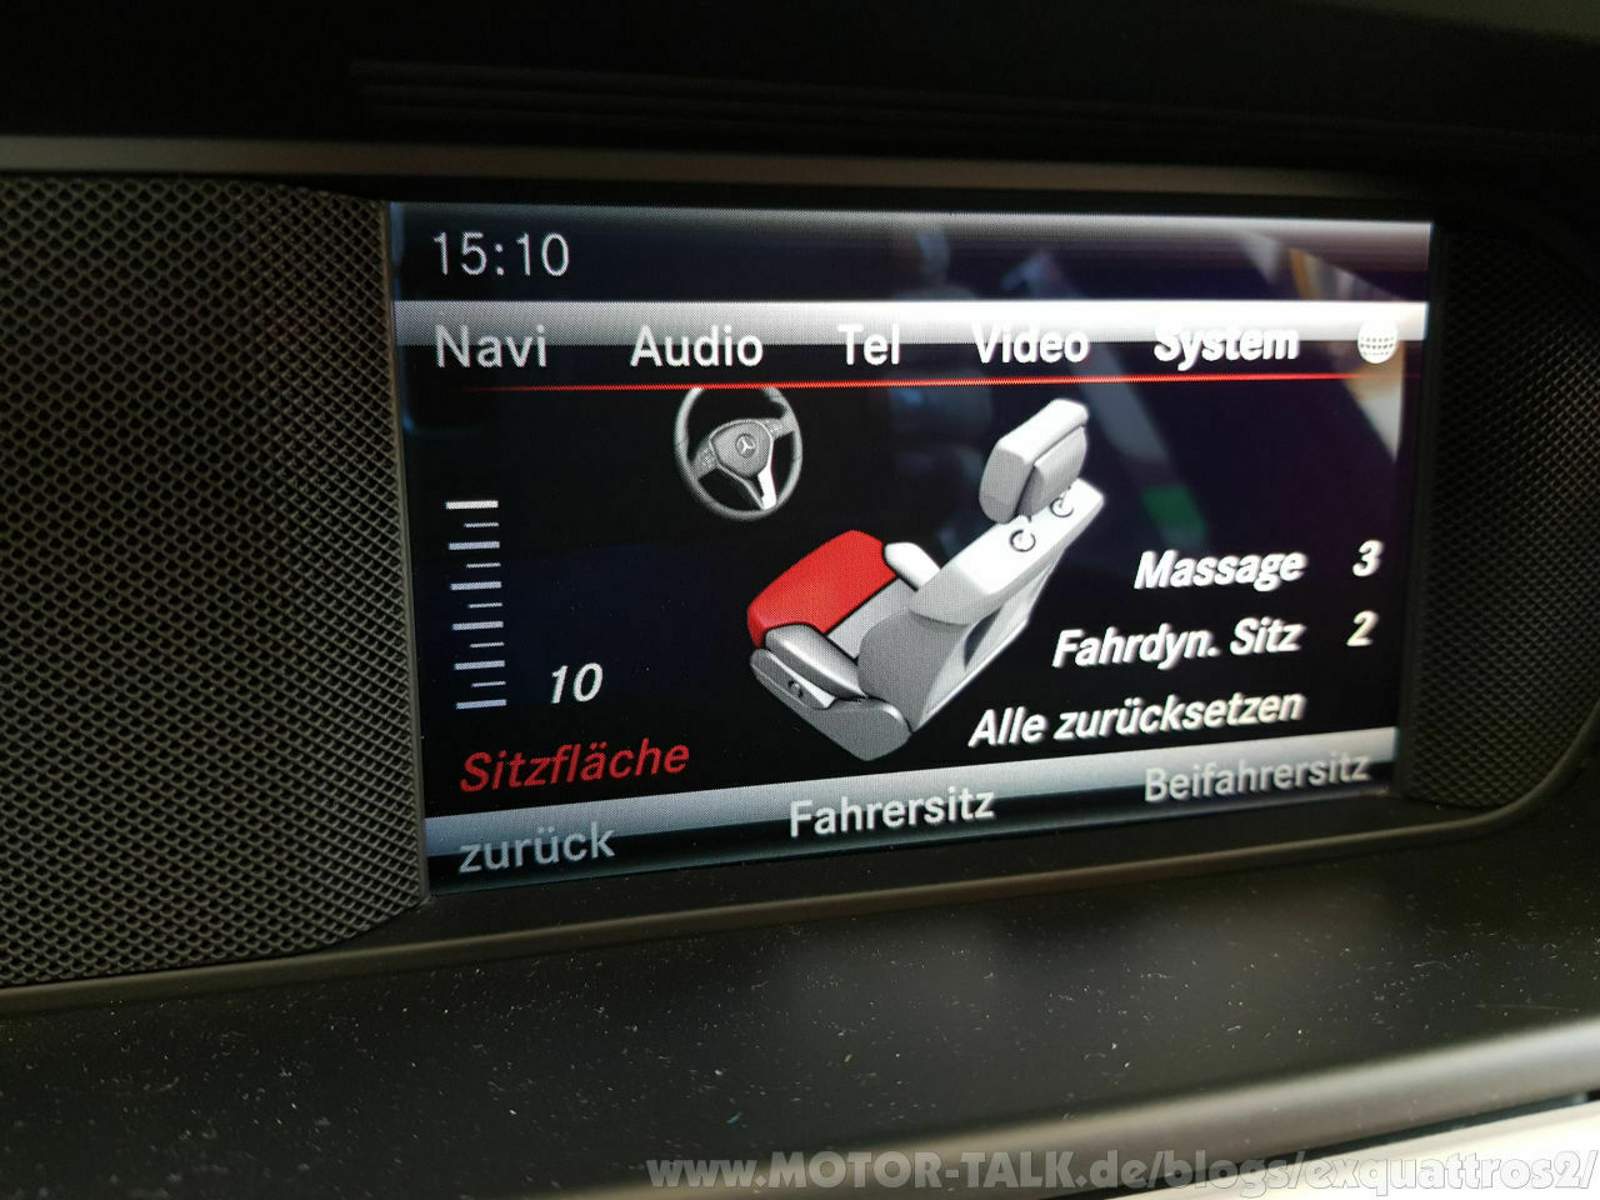 15:10
Navi Audio Tel Video System
Massage 3
Fahrdyn. Sitz 2
10
Alle zurücksetzen
Sitzfläche
zurück Fahrersitz Beifahrersitz
www.MOTOR-TALK.de/blogs/exquattros2/